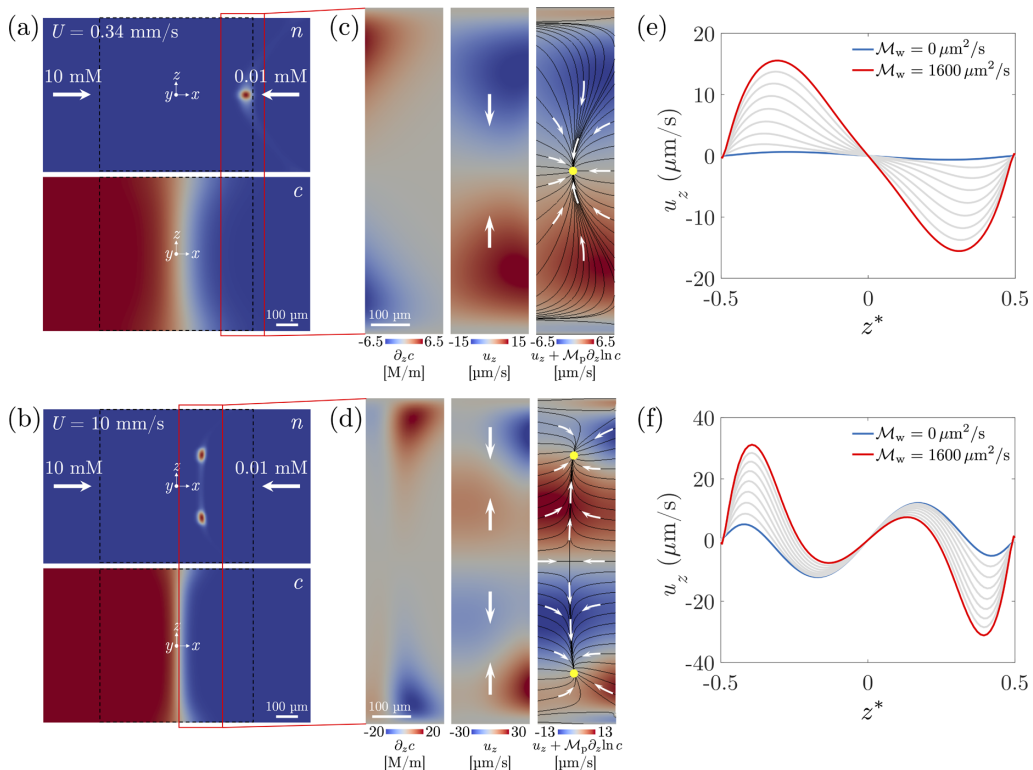 (a)
U = 0.34 mm/s
n
10 mM
0.01 mM
z
y x
c
z
y x
100 μm
(c)
100 μm
-6.5 6.5
∂zc
[M/m]
-15 15
uz
[μm/s]
-6.5 6.5
uz + ℳp∂zln c
[μm/s]
(e)
20
10
0
-10
-20
uz (μm/s)
ℳw = 0 μm²/s
ℳw = 1600 μm²/s
-0.5 0 0.5
z*
(b)
U = 10 mm/s
n
10 mM
0.01 mM
z
y x
c
z
y x
100 μm
(d)
100 μm
-20 20
∂zc
[M/m]
-30 30
uz
[μm/s]
-13 13
uz + ℳp∂zln c
[μm/s]
(f)
40
20
0
-20
-40
uz (μm/s)
ℳw = 0 μm²/s
ℳw = 1600 μm²/s
-0.5 0 0.5
z*